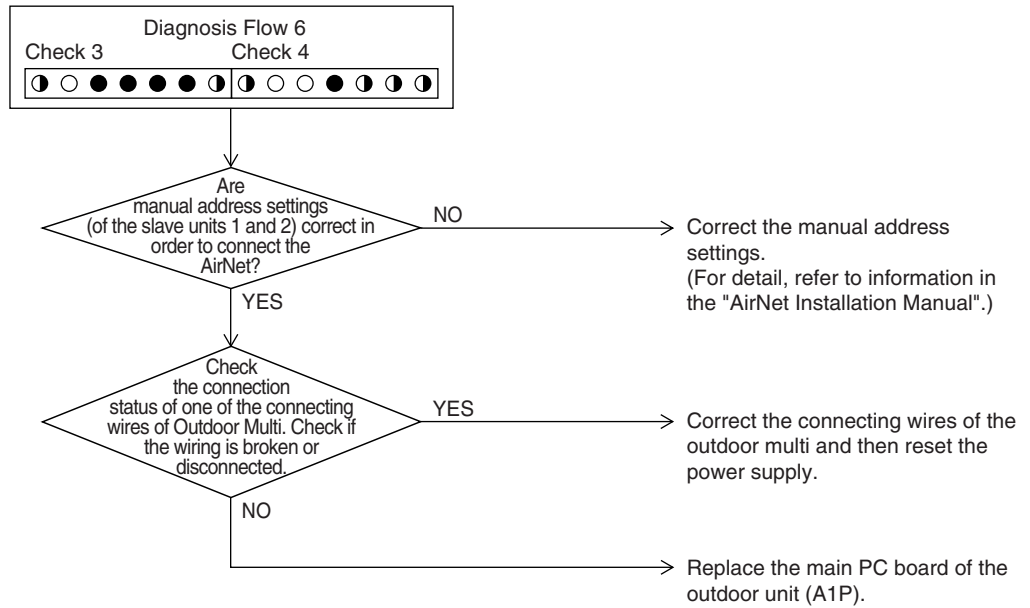 Diagnosis Flow 6
Check 3 Check 4
Are
manual address settings
(of the slave units 1 and 2) correct in
order to connect the
AirNet?
NO
Correct the manual address
settings.
(For detail, refer to information in
the "AirNet Installation Manual".)
YES
Check
the connection
status of one of the connecting
wires of Outdoor Multi. Check if
the wiring is broken or
disconnected.
YES
Correct the connecting wires of the
outdoor multi and then reset the
power supply.
NO
Replace the main PC board of the
outdoor unit (A1P).